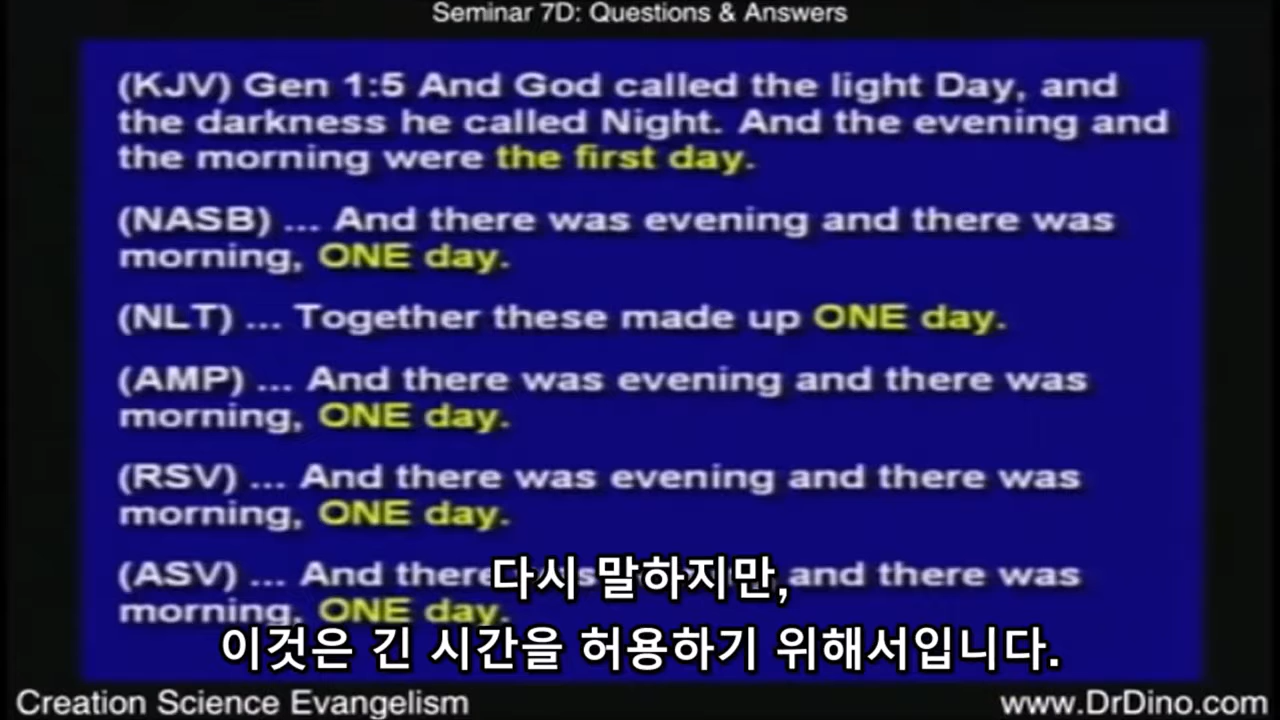 Seminar 7D: Questions & Answers
(KJV) Gen 1:5 And God called the light Day, and
the darkness he called Night. And the evening and
the morning were the first day.
(NASB) ... And there was evening and there was
morning, ONE day.
(NLT) ... Together these made up ONE day.
(AMP) ... And there was evening and there was
morning, ONE day.
(RSV) ... And there was evening and there was
morning, ONE day.
(ASV) ... And there and there was
morning, ONE day.
다시 말하지만,
이것은 긴 시간을 허용하기 위해서입니다.
Creation Science Evangelism
www.DrDino.com